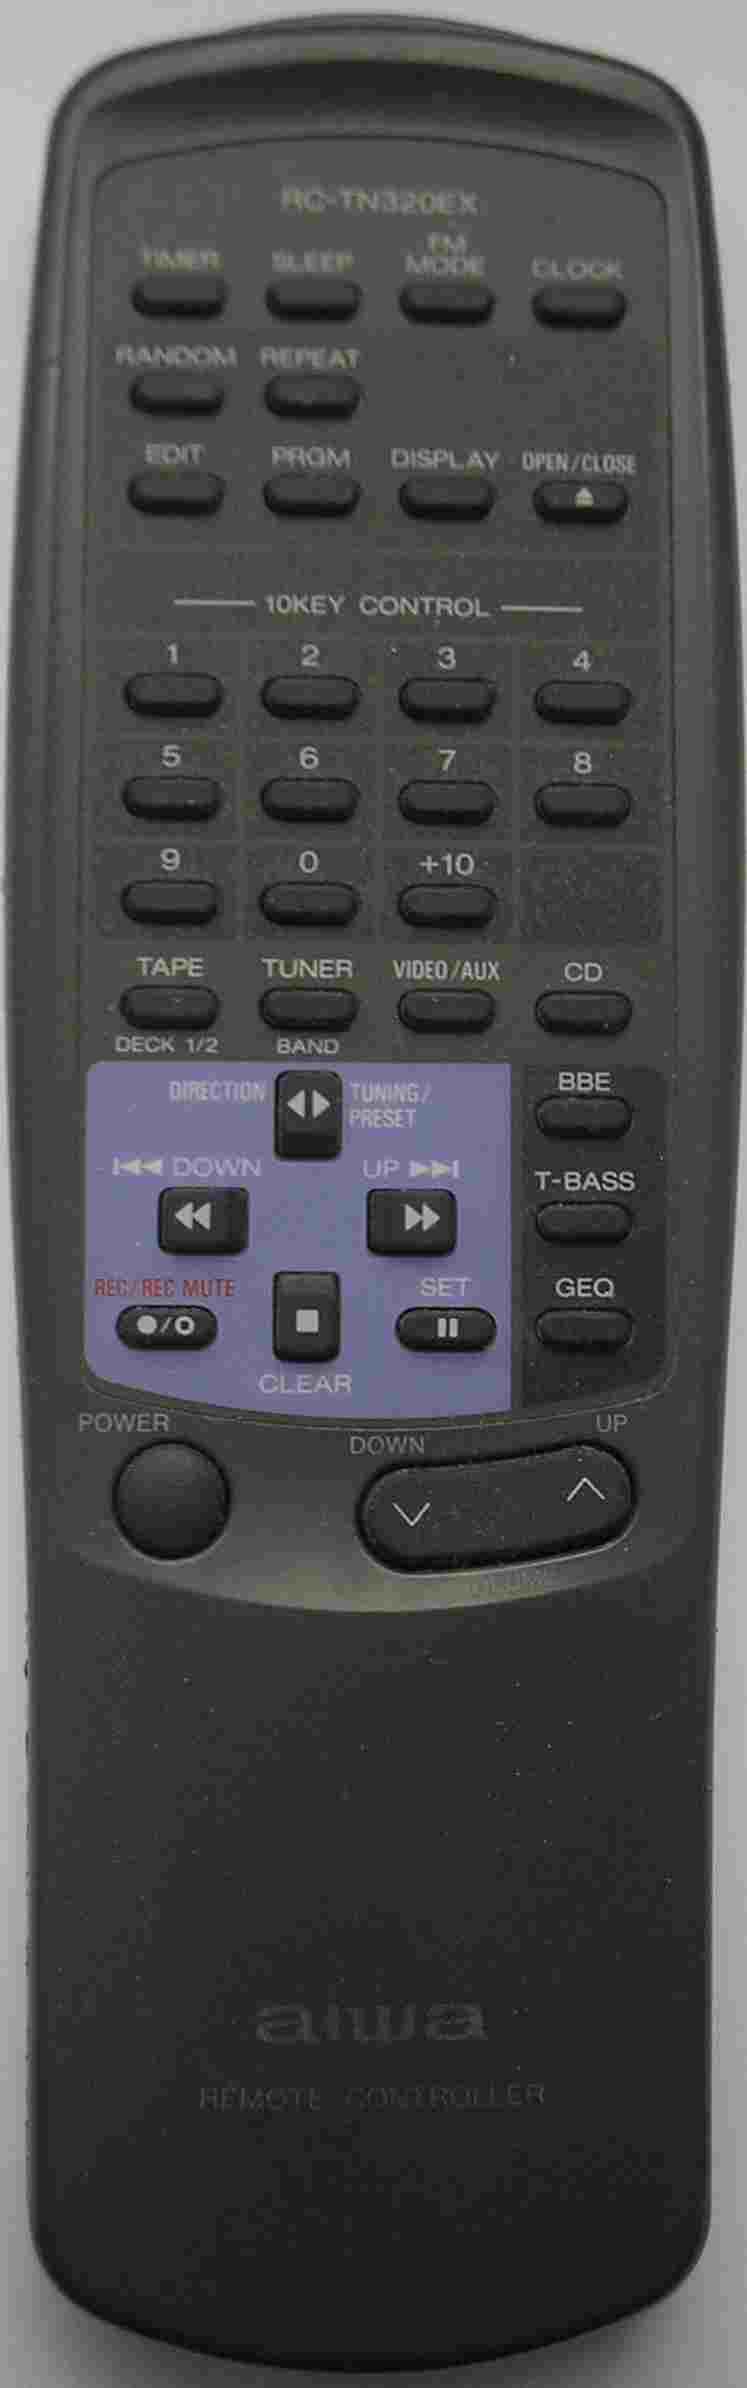 RC-TN320EX
TIMER SLEEP FM MODE CLOCK
RANDOM REPEAT
EDIT PRGM DISPLAY OPEN/CLOSE
10KEY CONTROL
1 2 3 4
5 6 7 8
9 0 +10
TAPE TUNER VIDEO/AUX CD
DECK 1/2 BAND
DIRECTION TUNING/ PRESET BBE
DOWN UP T-BASS
REC/REC MUTE SET GEQ
CLEAR
POWER DOWN UP
VOLUME
aiwa
REMOTE CONTROLLER